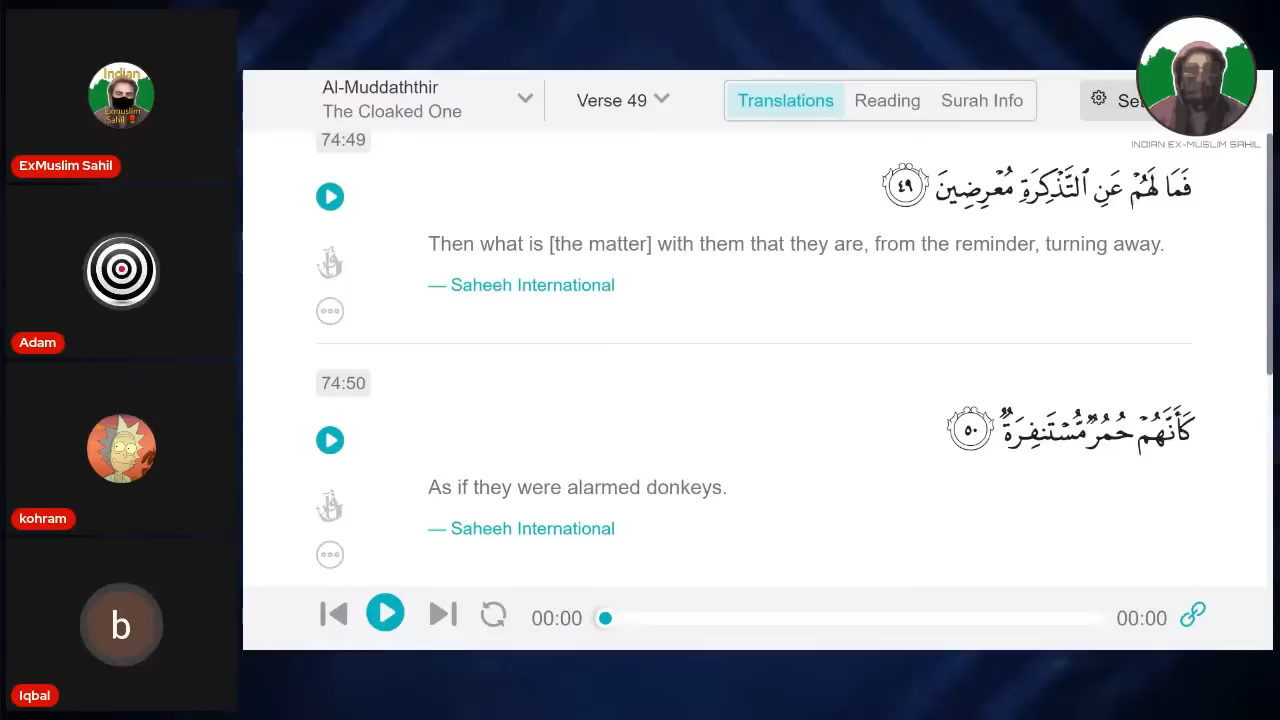 Indian
Exmuslim
Sahil
ExMuslim Sahil
Adam
kohram
b
Iqbal
Al-Muddaththir
The Cloaked One
Verse 49
Translations
Reading
Surah Info
Se
INDIAN EX-MUSLIM SAHIL
74:49
فَمَا لَهُمْ عَنِ ٱلتَّذْكِرَةِ مُعْرِضِينَ ٤٩
Then what is [the matter] with them that they are, from the reminder, turning away.
— Saheeh International
74:50
كَأَنَّهُمْ حُمُرٌ مُّسْتَنفِرَةٌ ٥٠
As if they were alarmed donkeys.
— Saheeh International
00:00
00:00